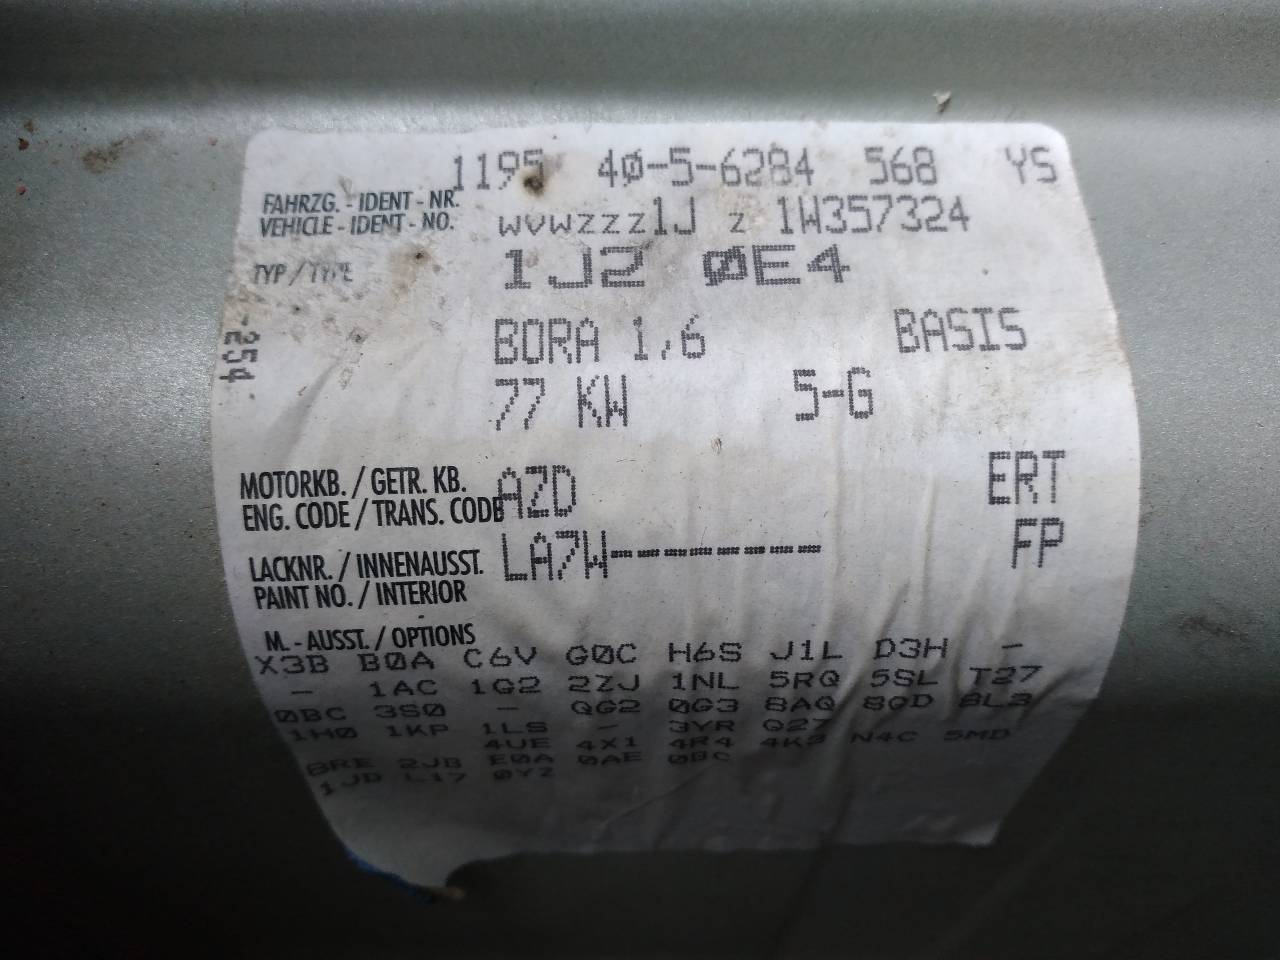 1195 40-5-6284 568 YS
FAHRZG. - IDENT - NR.
VEHICLE - IDENT - NO. WVWZZZ1J Z 1W357324
TYP / TYPE 1J2 0E4
-254
BORA 1,6 BASIS
77 KW 5-G
MOTORKB. / GETR. KB.
ENG. CODE / TRANS. CODE AZD ERT
LACKNR. / INNENAUSST. LA7W-------- FP
PAINT NO. / INTERIOR
M. - AUSST. / OPTIONS
X3B B0A C6V G0C H6S J1L D3H -
- 1AC 1G2 2ZJ 1NL 5RQ 5SL T27
0BC 3S0 - QG2 0G3 8AQ 8QD 8L3
1H0 1KP 1LS - 3YR Q27
4UE 4X1 4R4 4K3 N4C 5MD
8RE 2JB E0A 0AE 0BC
1JD L17 0YZ